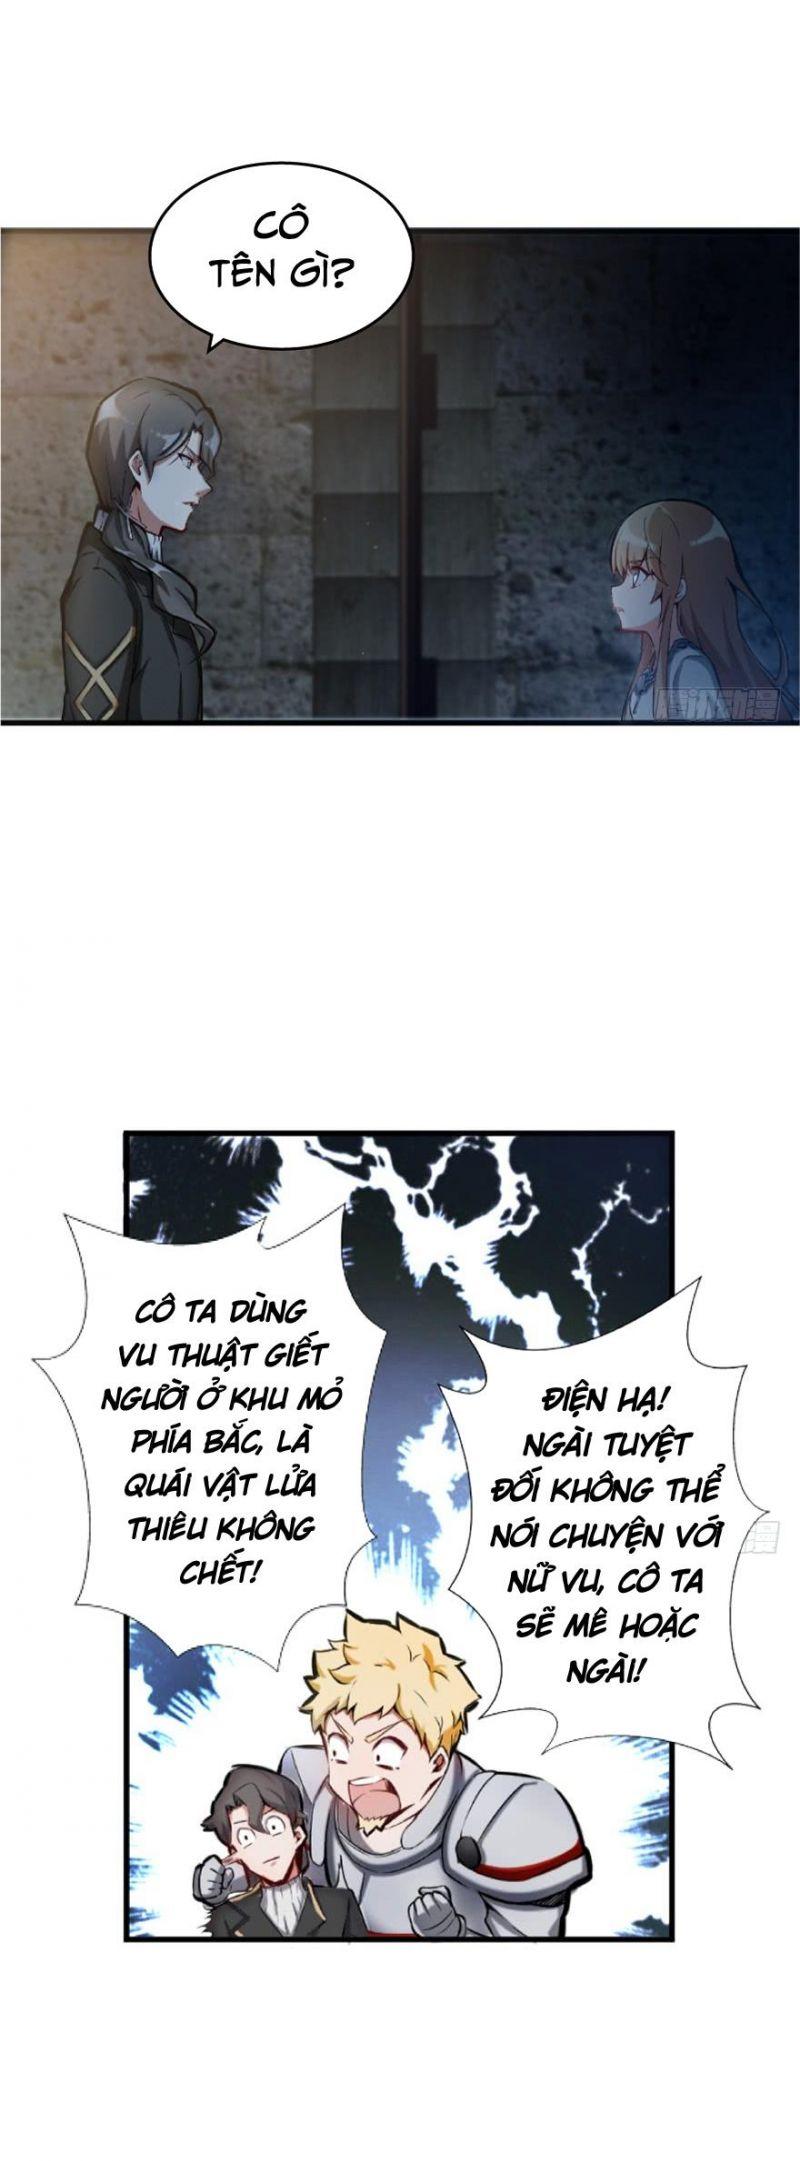 CÔ
TÊN GÌ?
CÔ TA DÙNG
VU THUẬT GIẾT
NGƯỜI Ở KHU MỎ
PHÍA BẮC, LÀ
QUÁI VẬT LỬA
THIÊU KHÔNG
CHẾT!
ĐIỆN HẠ!
NGÀI TUYỆT
ĐỐI KHÔNG THỂ
NÓI CHUYỆN VỚI
NỮ VU, CÔ TA
SẼ MÊ HOẶC
NGÀI!